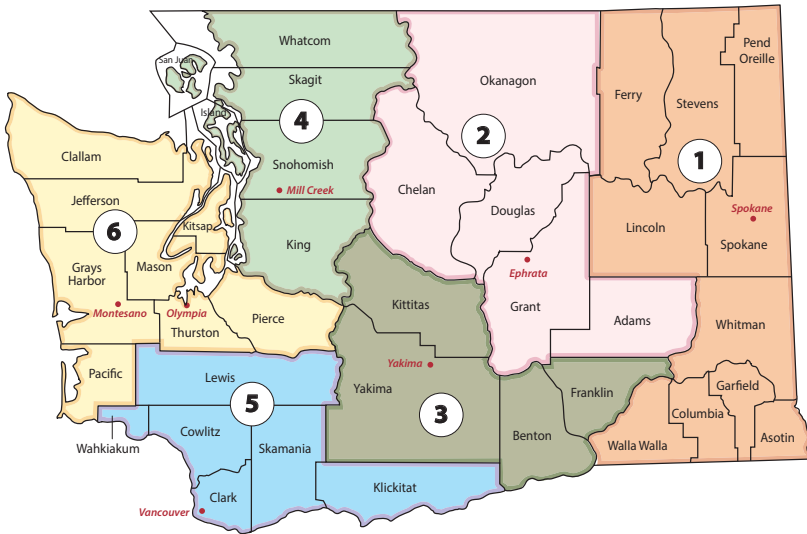 Whatcom
San Juan
Skagit
Island
4
Snohomish
Mill Creek
King
Okanagon
2
Chelan
Douglas
Ephrata
Grant
Adams
Ferry
Stevens
Pend
Oreille
1
Lincoln
Spokane
Spokane
Whitman
Garfield
Columbia
Walla Walla
Asotin
Clallam
Jefferson
6
Kitsap
Grays
Harbor
Mason
Montesano
Olympia
Thurston
Pierce
Pacific
Kittitas
Yakima
Yakima
3
Benton
Franklin
Lewis
5
Wahkiakum
Cowlitz
Skamania
Clark
Vancouver
Klickitat